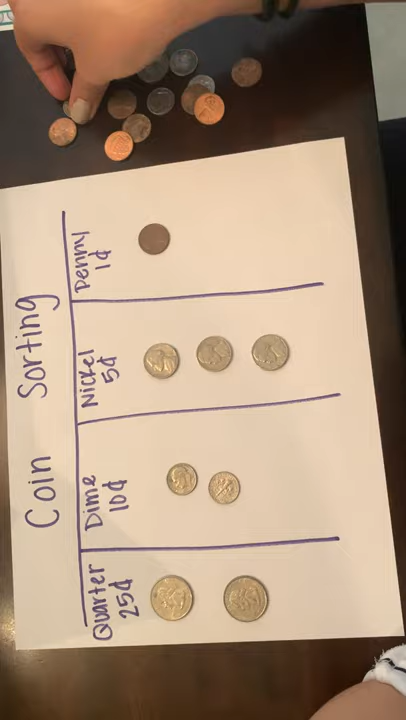 Coin Sorting
Quarter
25¢
Dime
10¢
Nickel
5¢
Penny
1¢